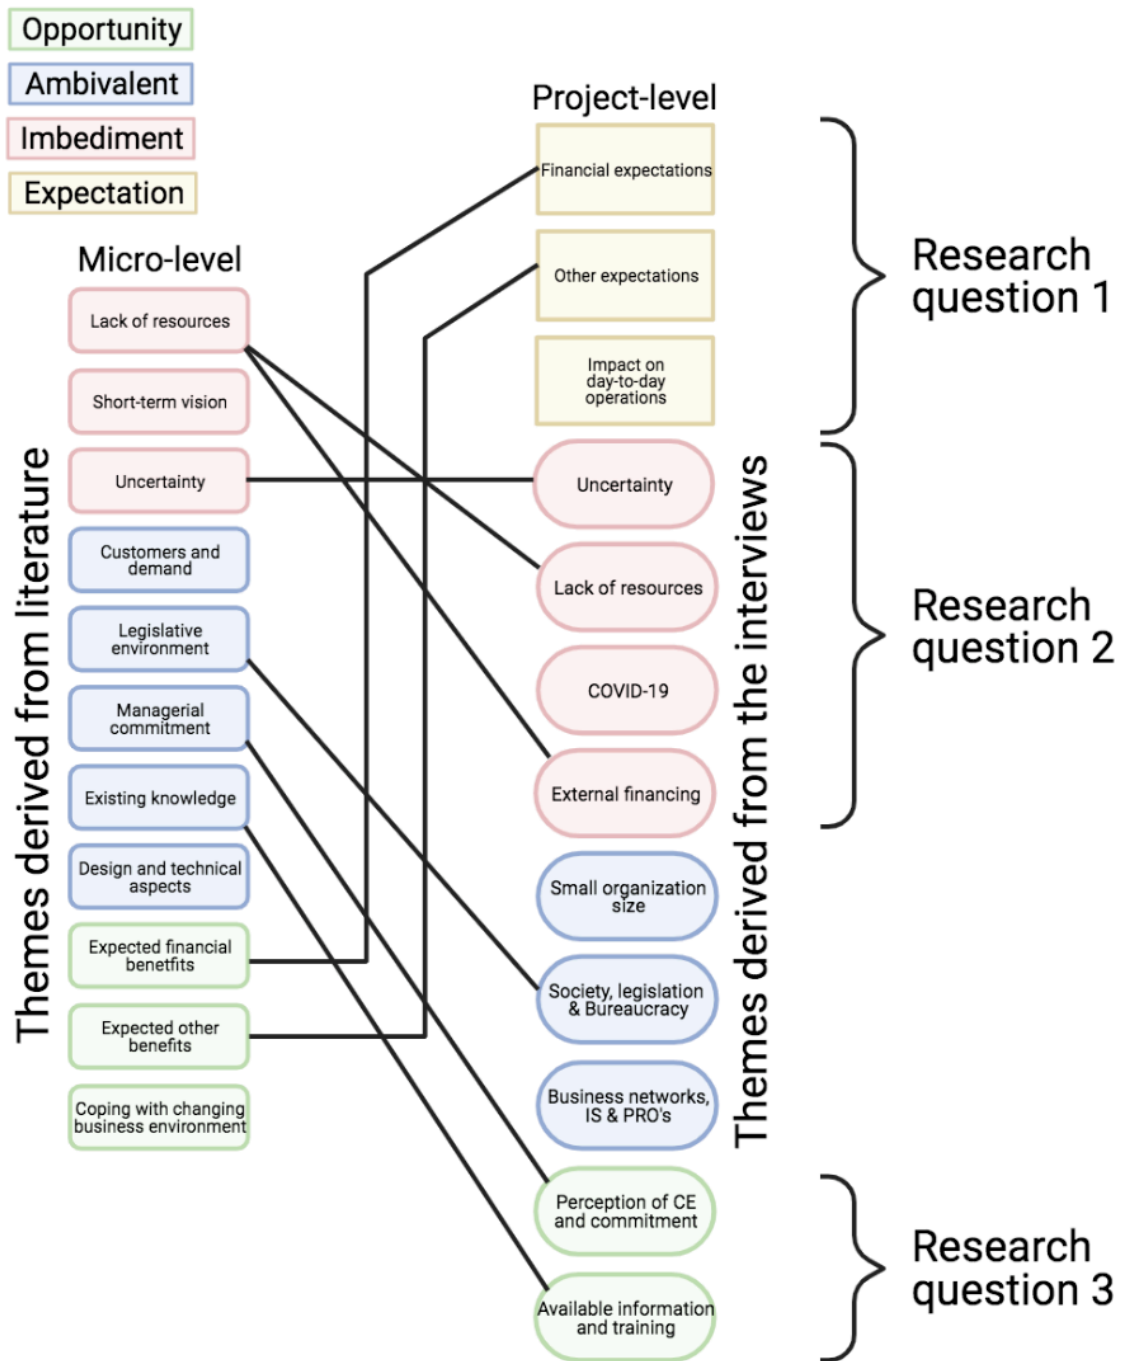 Opportunity
Ambivalent
Imbediment
Expectation
Micro-level
Themes derived from literature
Lack of resources
Short-term vision
Uncertainty
Customers and
demand
Legislative
environment
Managerial
commitment
Existing knowledge
Design and technical
aspects
Expected financial
benetfits
Expected other
benefits
Coping with changing
business environment
Project-level
Financial expectations
Other expectations
Impact on
day-to-day
operations
Uncertainty
Lack of resources
COVID-19
External financing
Small organization
size
Society, legislation
& Bureaucracy
Business networks,
IS & PRO's
Perception of CE
and commitment
Available information
and training
Themes derived from the interviews
Research
question 1
Research
question 2
Research
question 3